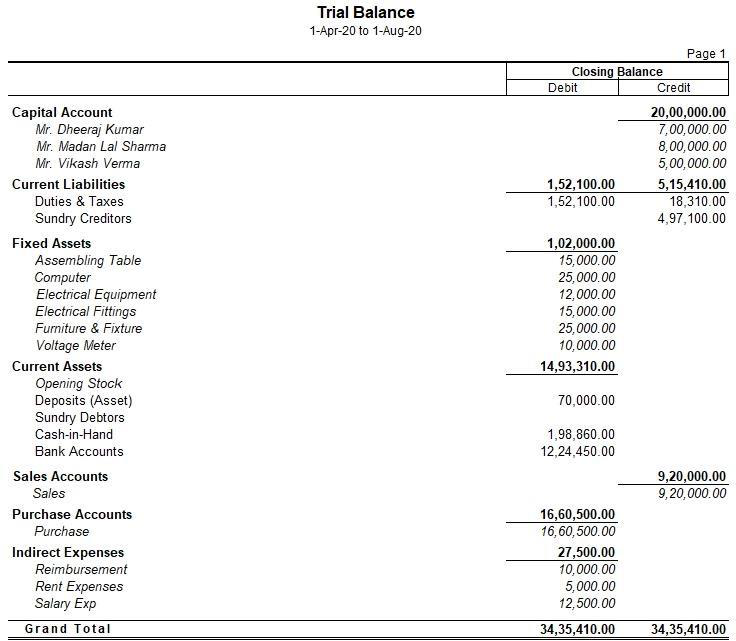 Trial Balance
1-Apr-20 to 1-Aug-20
Page 1
Closing Balance
Debit Credit
Capital Account 20,00,000.00
Mr. Dheeraj Kumar 7,00,000.00
Mr. Madan Lal Sharma 8,00,000.00
Mr. Vikash Verma 5,00,000.00
Current Liabilities 1,52,100.00 5,15,410.00
Duties & Taxes 1,52,100.00 18,310.00
Sundry Creditors 4,97,100.00
Fixed Assets 1,02,000.00
Assembling Table 15,000.00
Computer 25,000.00
Electrical Equipment 12,000.00
Electrical Fittings 15,000.00
Furniture & Fixture 25,000.00
Voltage Meter 10,000.00
Current Assets 14,93,310.00
Opening Stock
Deposits (Asset) 70,000.00
Sundry Debtors
Cash-in-Hand 1,98,860.00
Bank Accounts 12,24,450.00
Sales Accounts 9,20,000.00
Sales 9,20,000.00
Purchase Accounts 16,60,500.00
Purchase 16,60,500.00
Indirect Expenses 27,500.00
Reimbursement 10,000.00
Rent Expenses 5,000.00
Salary Exp 12,500.00
Grand Total 34,35,410.00 34,35,410.00